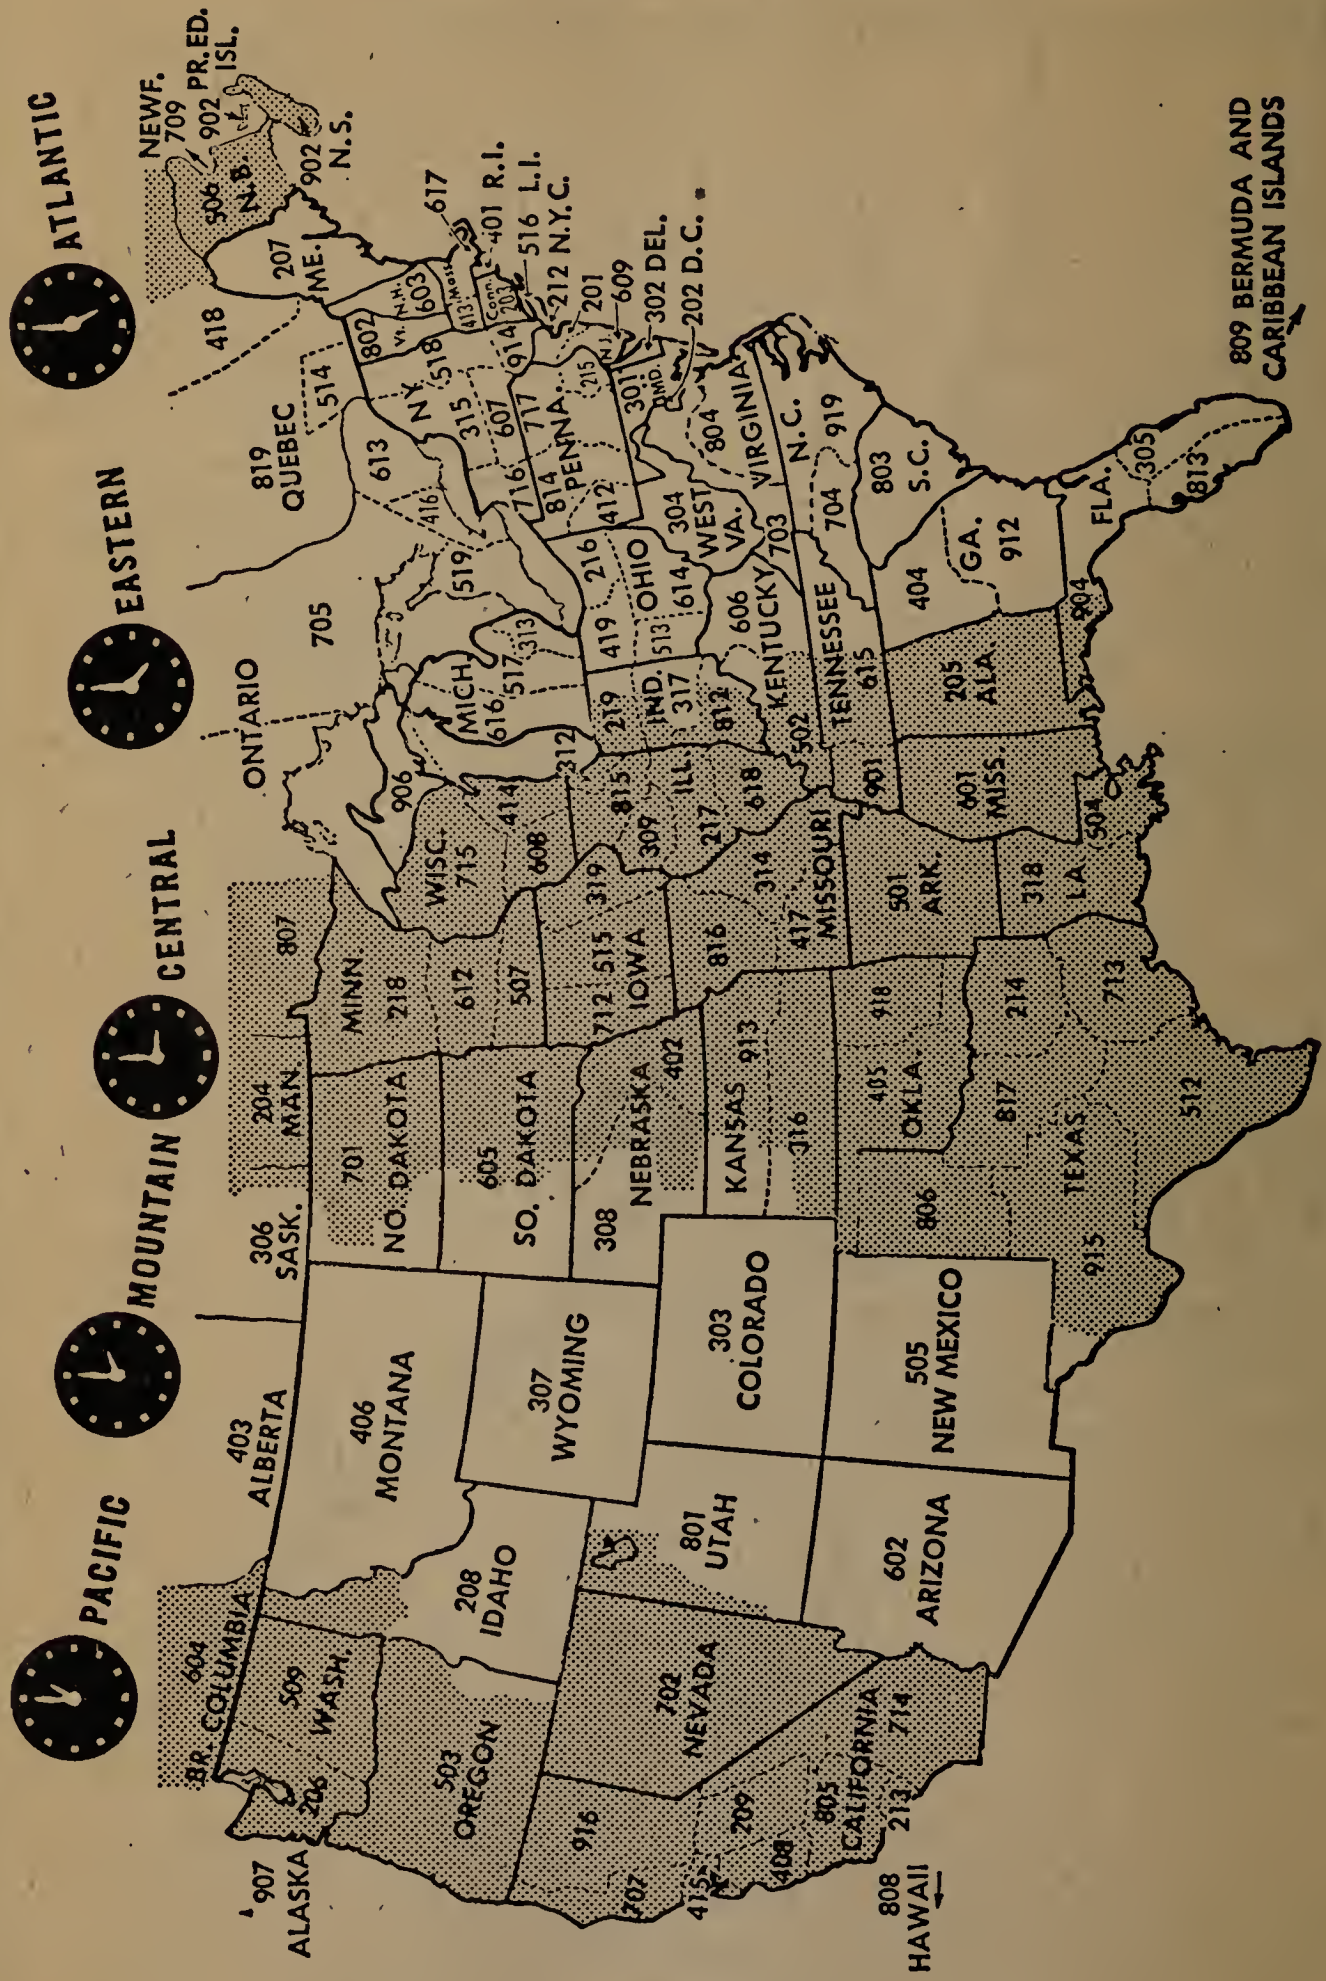 PACIFIC
MOUNTAIN
CENTRAL
EASTERN
ATLANTIC
604
BR. COLUMBIA
403
ALBERTA
306
SASK.
204
MAN.
807
ONTARIO
705
819
QUEBEC
418
514
613
416
519
NEWF.
709
902 PR. ED.
ISL.
506
N.B.
902
N.S.
907
ALASKA
206
509
WASH.
503
OREGON
208
IDAHO
406
MONTANA
307
WYOMING
701
NO. DAKOTA
605
SO. DAKOTA
308
NEBRASKA
402
MINN.
218
612
507
WISC.
715
414
608
906
MICH.
616
517
313
319
712 515
IOWA
312
815
309
ILL.
217
618
219
IND.
317
812
419
216
513
OHIO
614
207
ME.
802
Vt.
N.H.
603
413
Mass
617
Conn.
203
401 R.I.
516 L.I.
212 N.Y.C.
201
609
302 DEL.
202 D.C.
N.Y.
518
315
607
914
716
717
814
PENNA.
215
412
N.J.
301
MD.
304
WEST
VA.
804
VIRGINIA
703
606
KENTUCKY
502
N.C.
919
704
TENNESSEE
615
901
803
S.C.
404
GA.
912
205
ALA
601
MISS.
904
FLA.
305
813
916
707
415
209
408
805
CALIFORNIA
714
213
702
NEVADA
801
UTAH
303
COLORADO
602
ARIZONA
505
NEW MEXICO
KANSAS
913
316
816
314
417
MISSOURI
405
918
OKLA.
501
ARK.
318
LA.
504
806
817
214
TEXAS
713
915
512
808
HAWAII
809 BERMUDA AND
CARIBBEAN ISLANDS